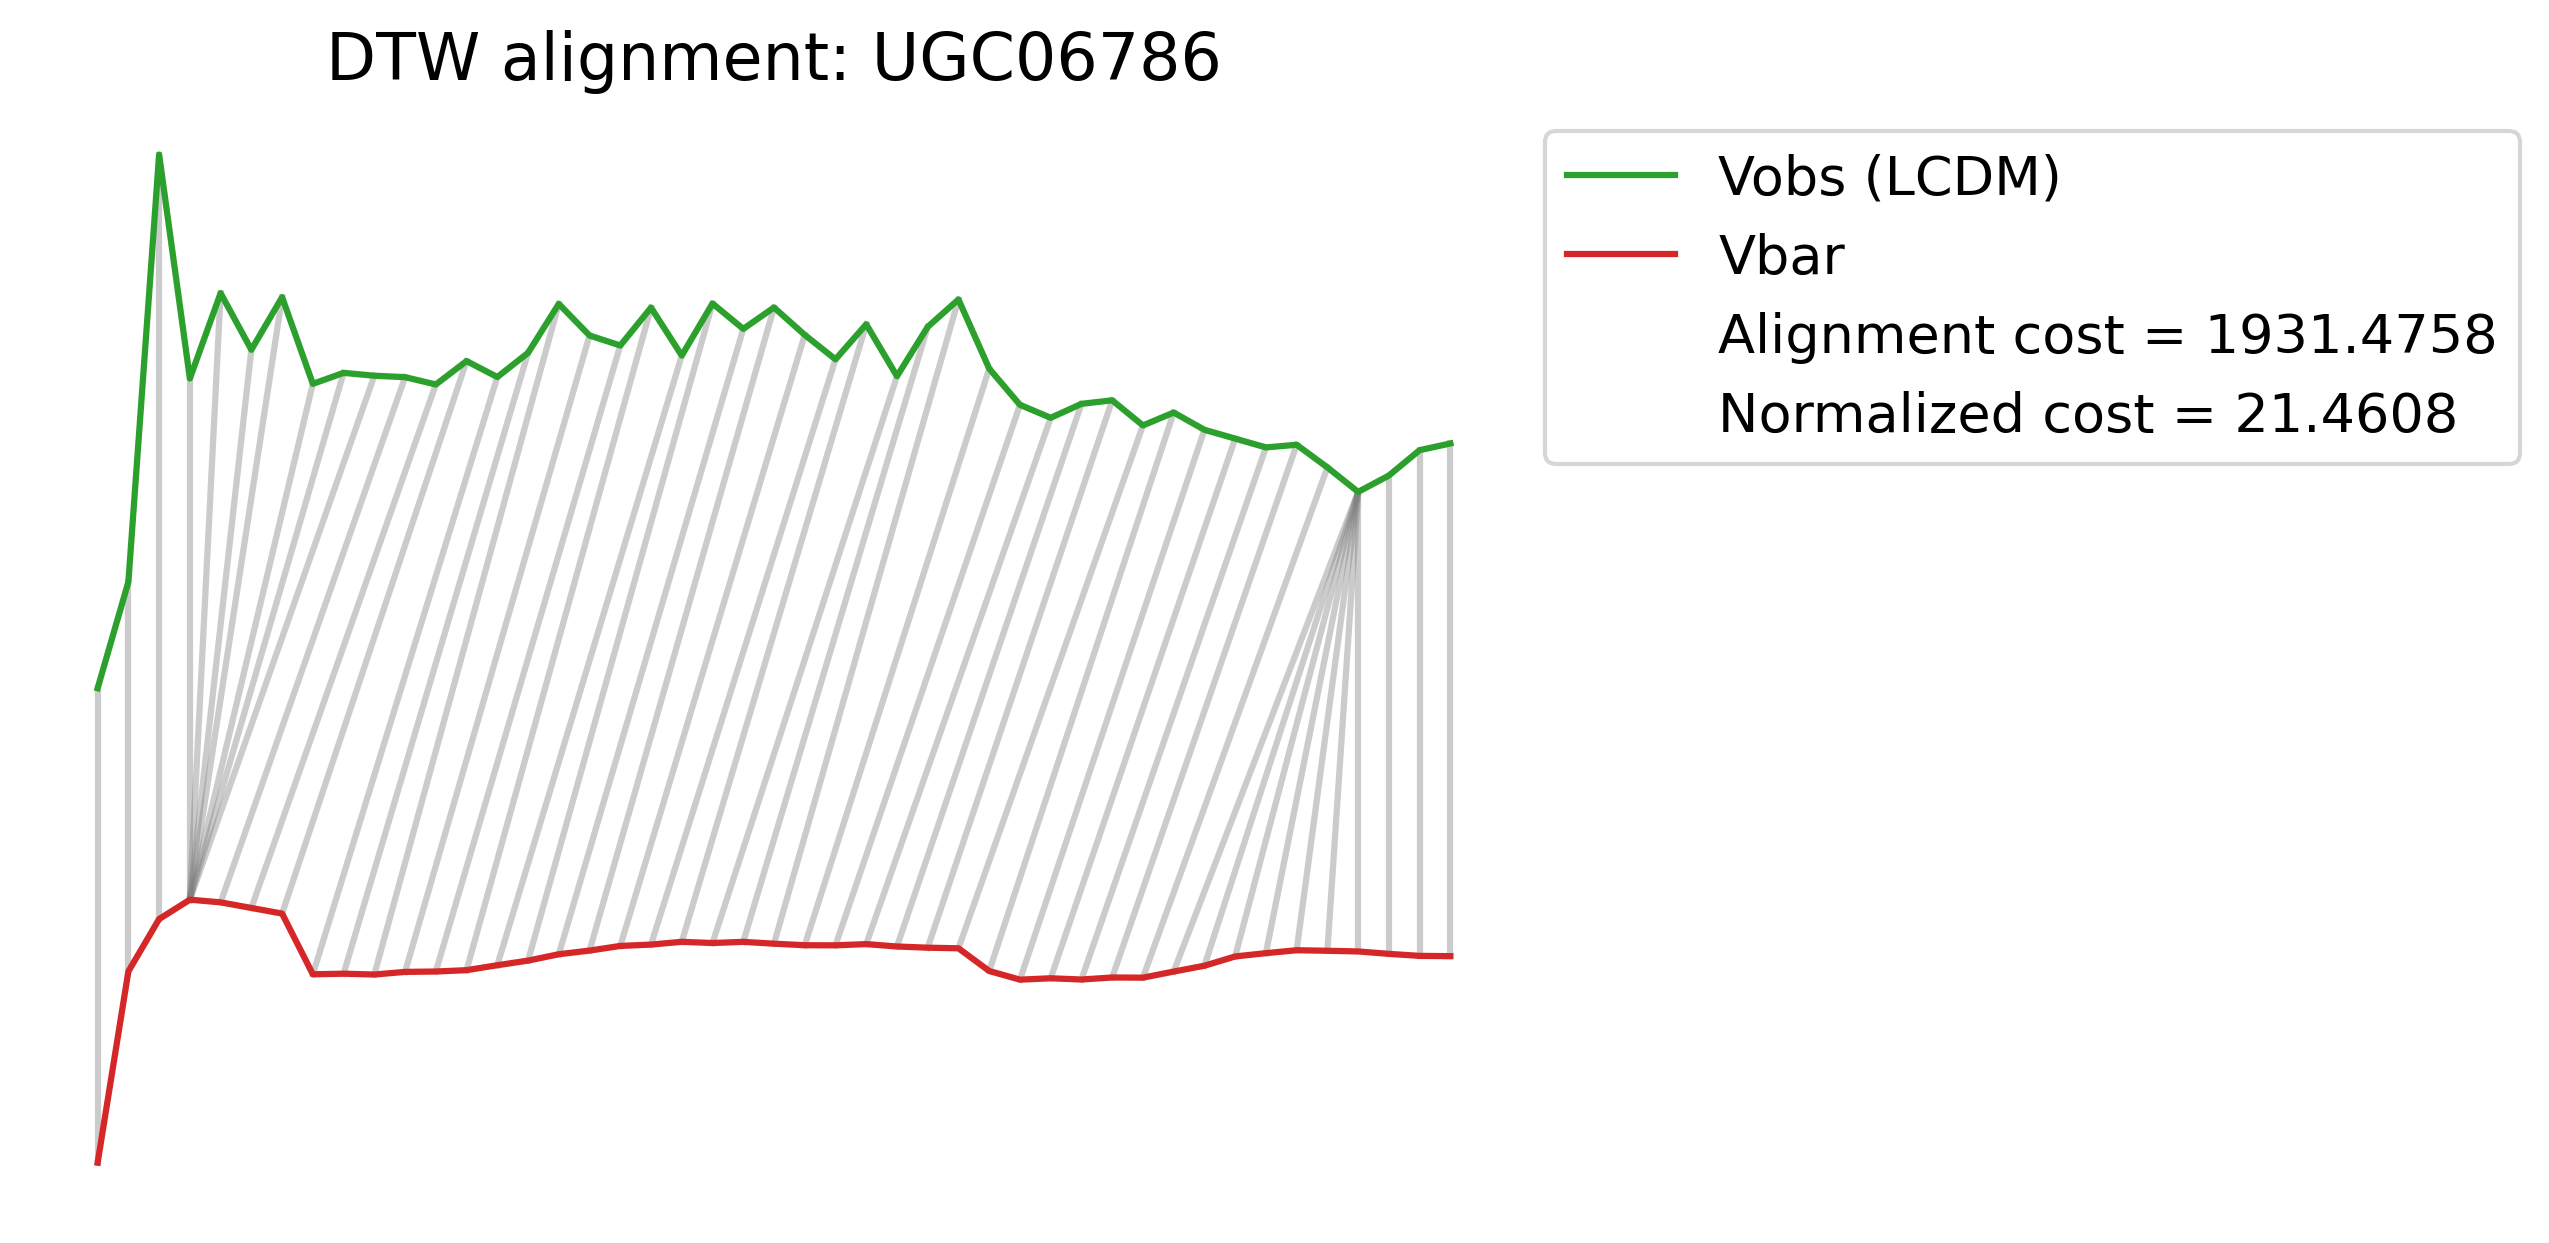 DTW alignment: UGC06786
Vobs (LCDM)
Vbar
Alignment cost = 1931.4758
Normalized cost = 21.4608